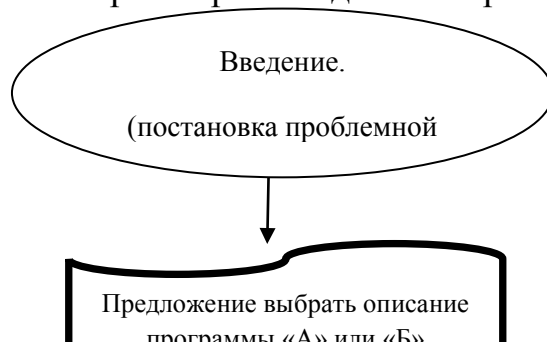 Введение.
(постановка проблемной
Предложение выбрать описание
программы «А» или «Б»